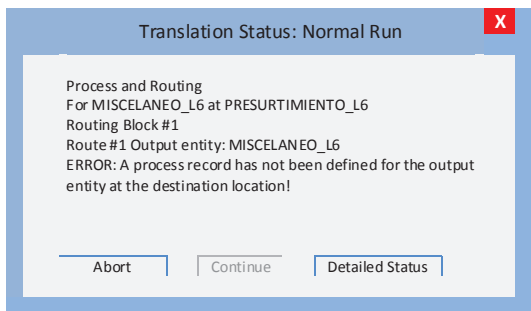 Translation Status: Normal Run
X
Process and Routing
For MISCELANEO_L6 at PRESURTIMIENTO_L6
Routing Block #1
Route #1 Output entity: MISCELANEO_L6
ERROR: A process record has not been defined for the output
entity at the destination location!
Abort
Continue
Detailed Status